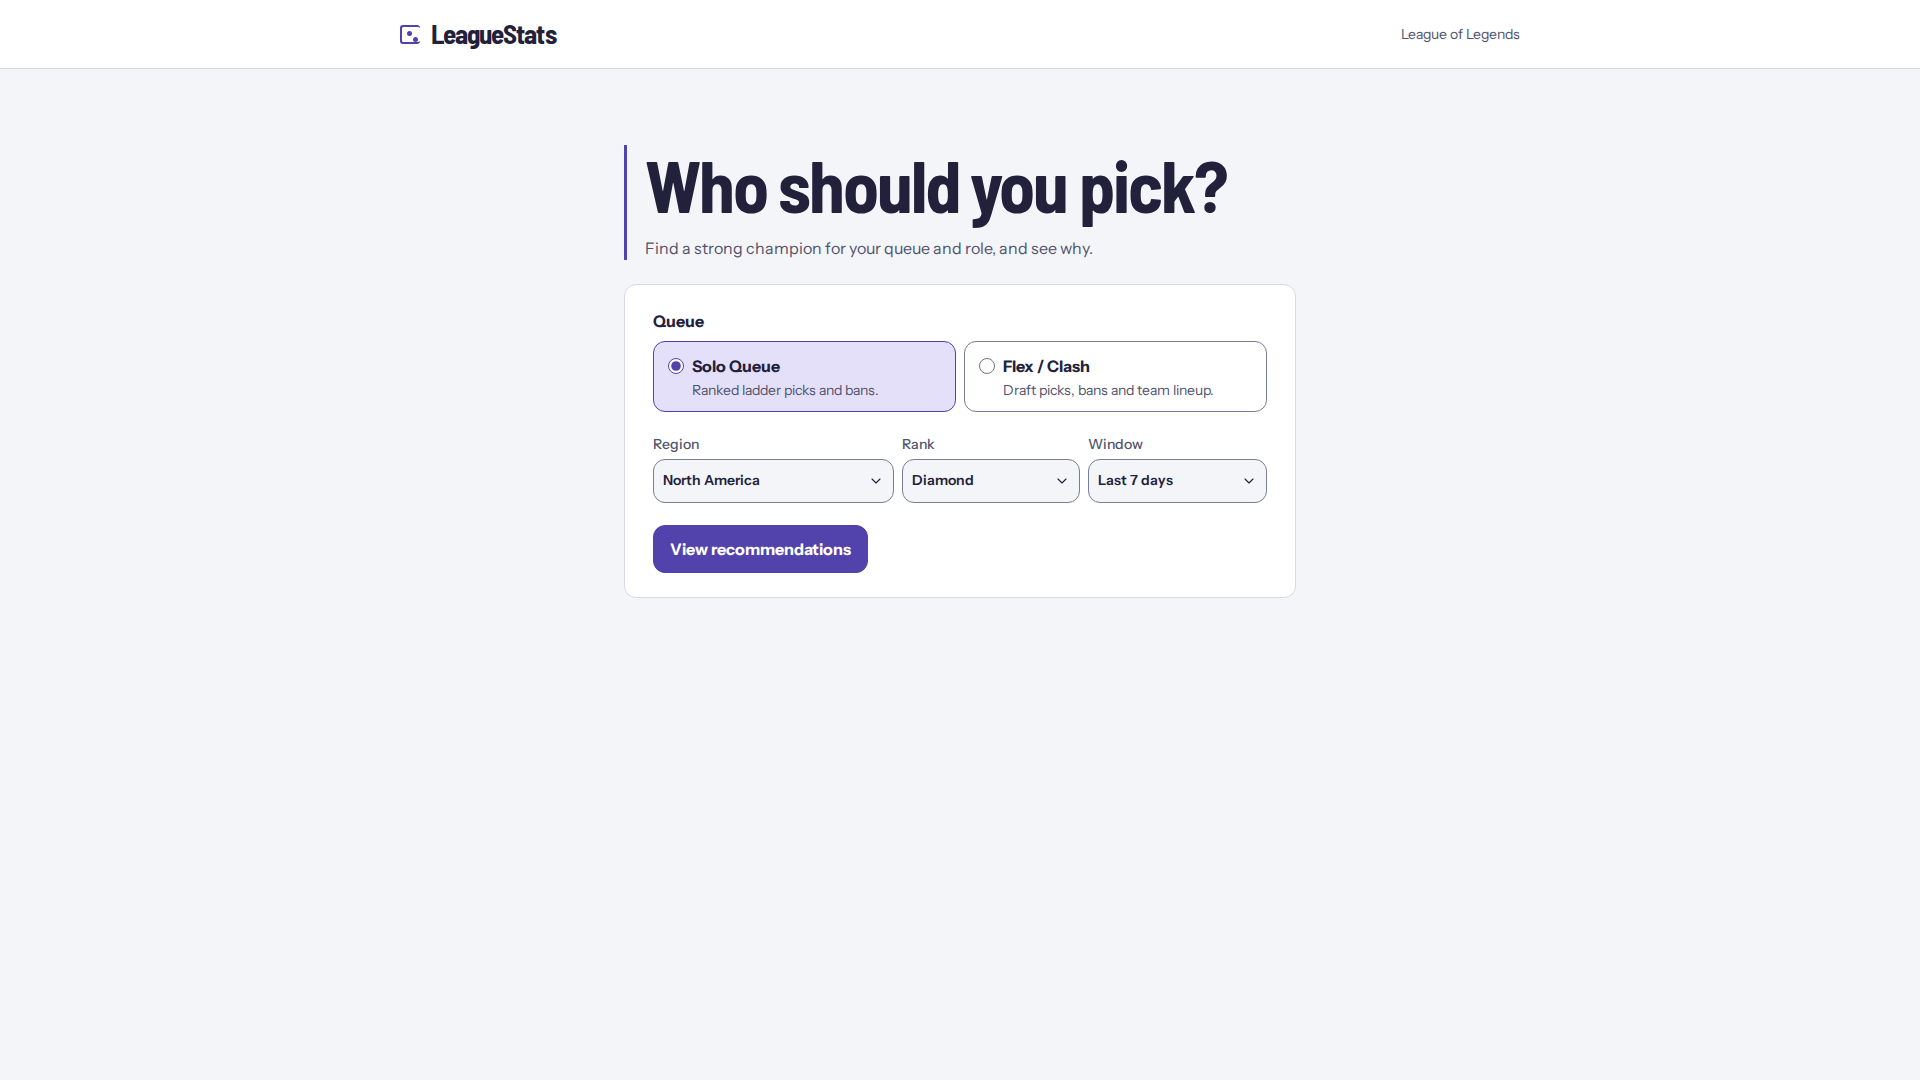 LeagueStats
League of Legends
Who should you pick?
Find a strong champion for your queue and role, and see why.
Queue
Solo Queue
Ranked ladder picks and bans.
Flex / Clash
Draft picks, bans and team lineup.
Region
Rank
Window
North America
Diamond
Last 7 days
View recommendations